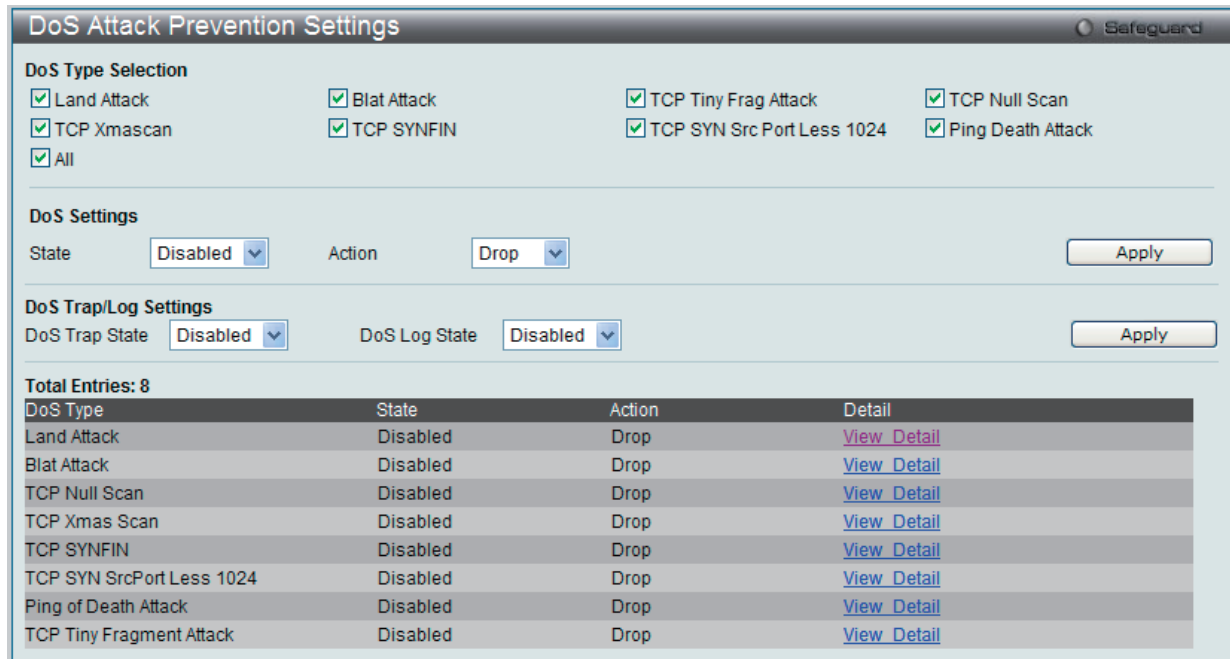 DoS Attack Prevention Settings Safeguard
DoS Type Selection
Land Attack Blat Attack TCP Tiny Frag Attack TCP Null Scan
TCP Xmascan TCP SYNFIN TCP SYN Src Port Less 1024 Ping Death Attack
All
DoS Settings
State Disabled Action Drop Apply
DoS Trap/Log Settings
DoS Trap State Disabled DoS Log State Disabled Apply
Total Entries: 8
DoS Type State Action Detail
Land Attack Disabled Drop View Detail
Blat Attack Disabled Drop View Detail
TCP Null Scan Disabled Drop View Detail
TCP Xmas Scan Disabled Drop View Detail
TCP SYNFIN Disabled Drop View Detail
TCP SYN SrcPort Less 1024 Disabled Drop View Detail
Ping of Death Attack Disabled Drop View Detail
TCP Tiny Fragment Attack Disabled Drop View Detail